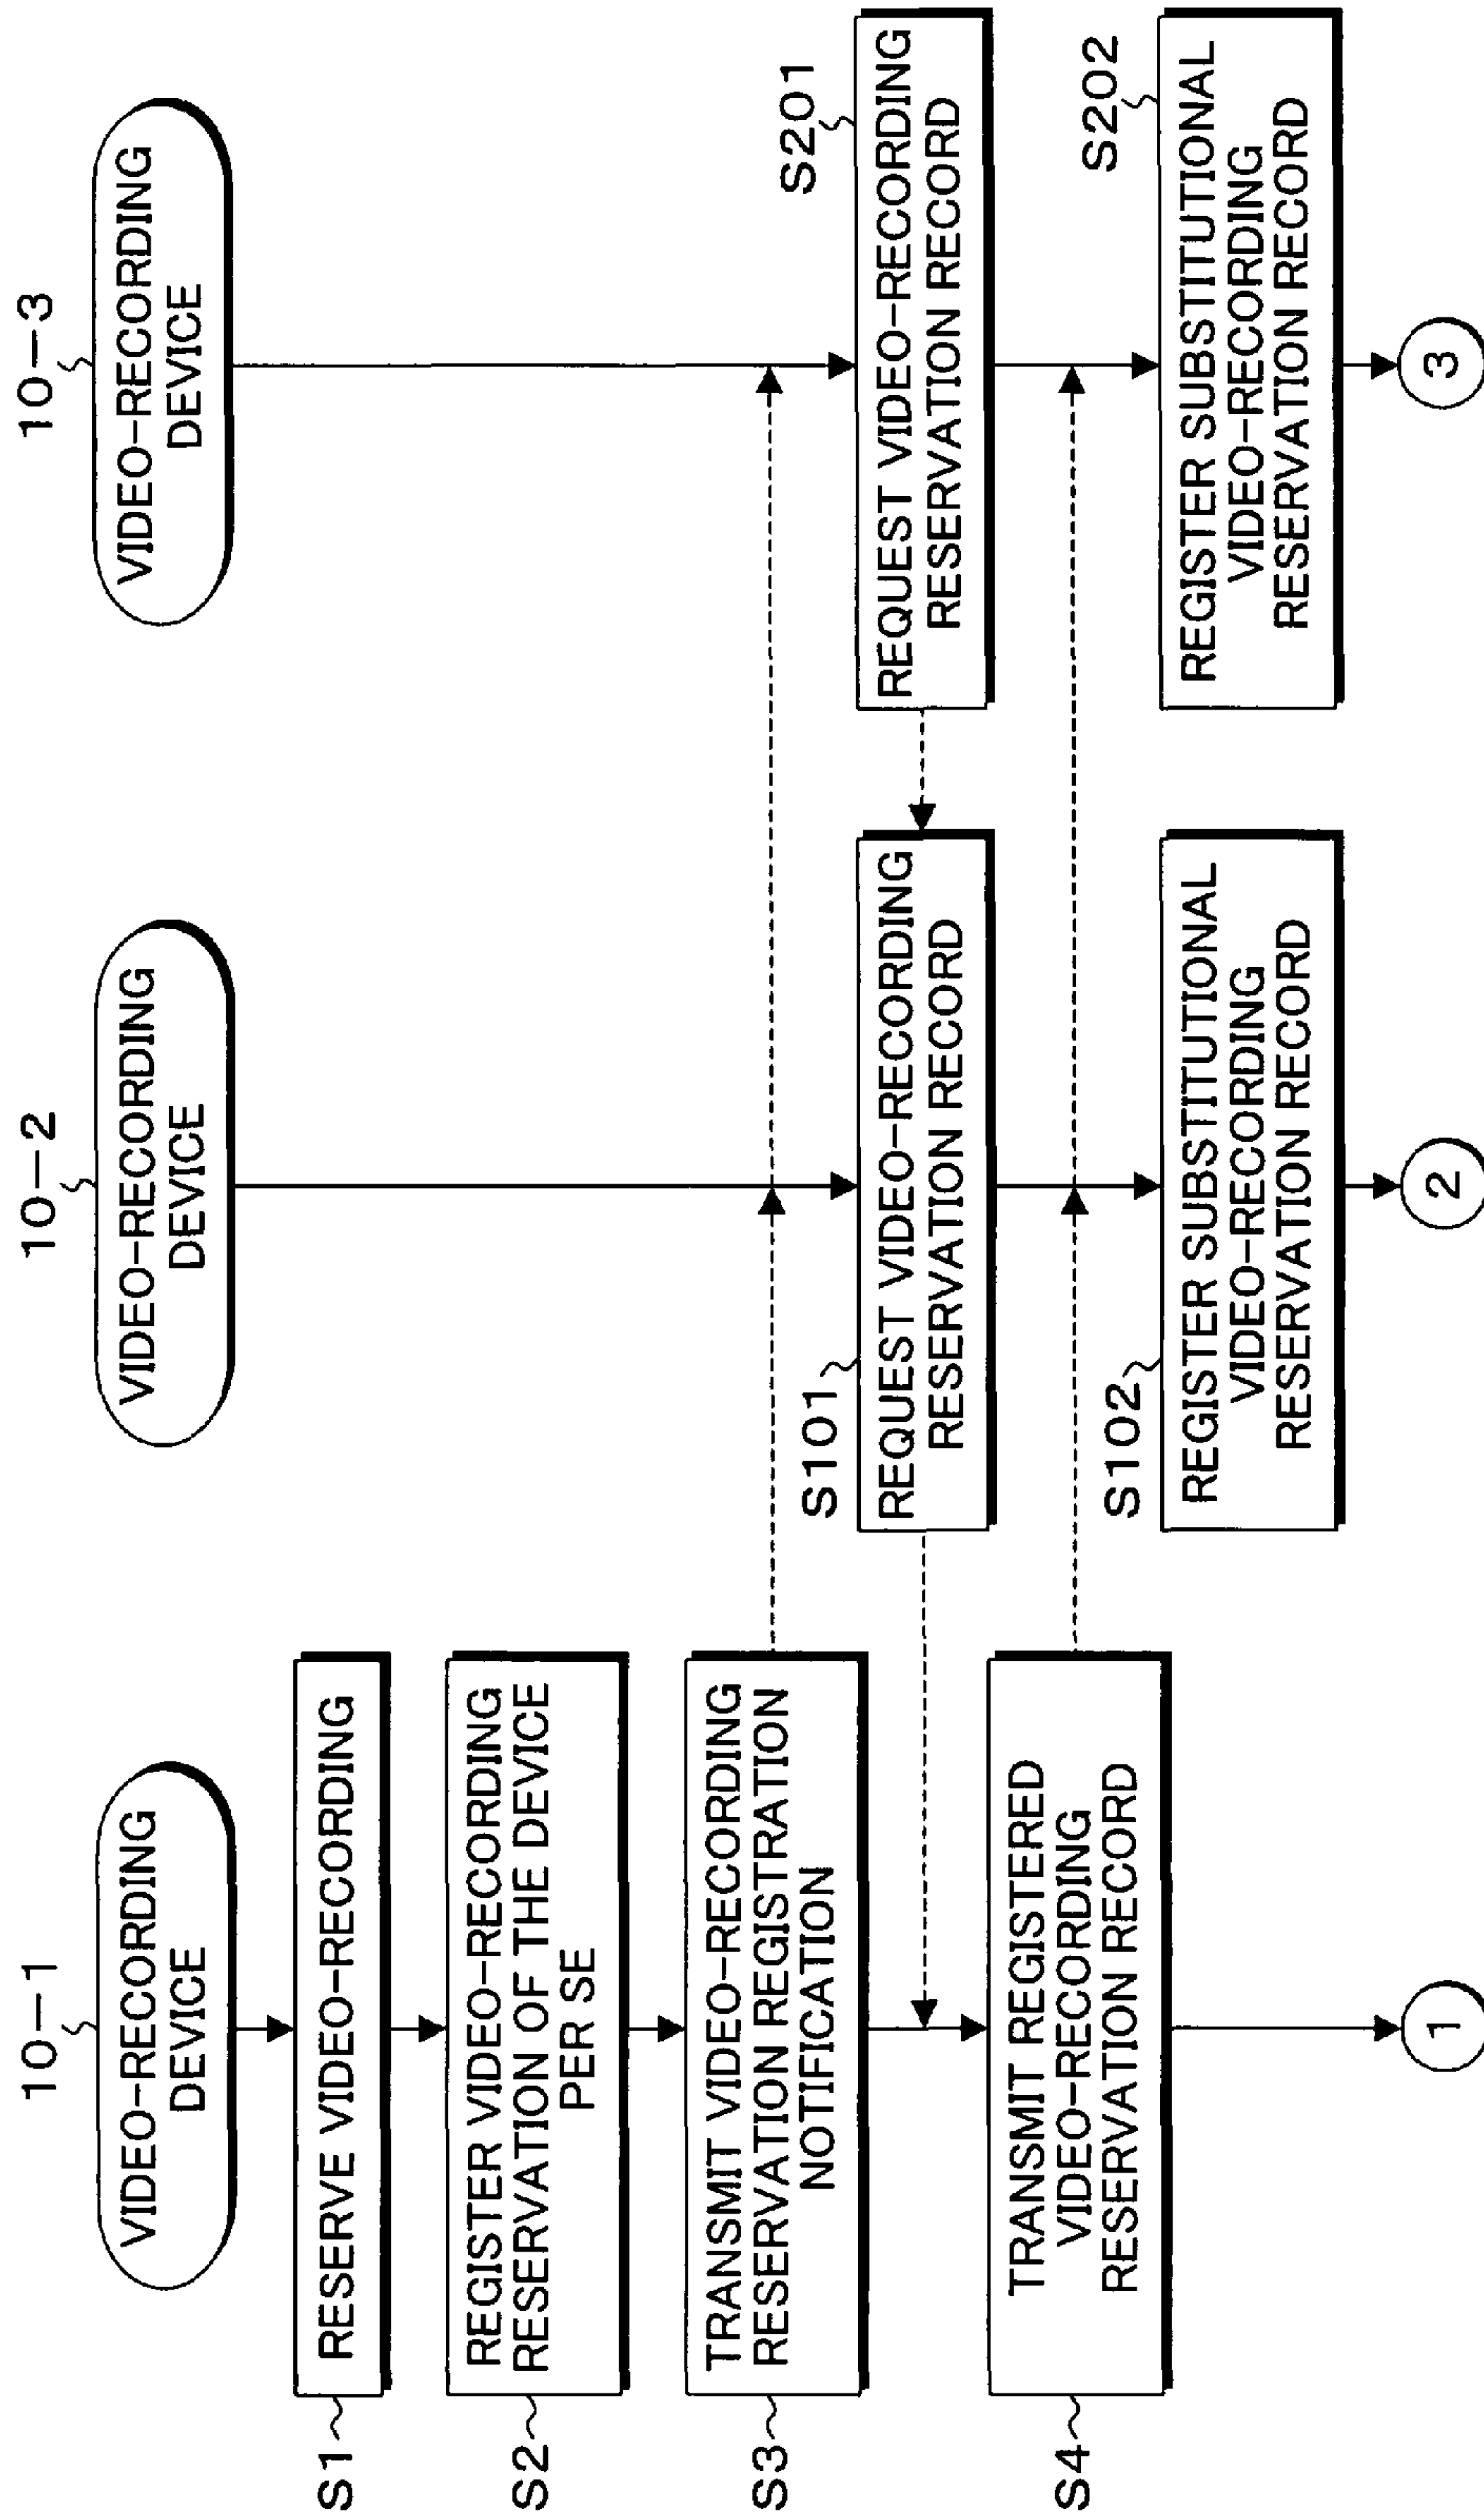 10-1
VIDEO-RECORDING
DEVICE
S1
RESERVE VIDEO-RECORDING
S2
REGISTER VIDEO-RECORDING
RESERVATION OF THE DEVICE
PER SE
S3
TRANSMIT VIDEO-RECORDING
RESERVATION REGISTRATION
NOTIFICATION
S4
TRANSMIT REGISTERED
VIDEO-RECORDING
RESERVATION RECORD
1
10-2
VIDEO-RECORDING
DEVICE
S101
REQUEST VIDEO-RECORDING
RESERVATION RECORD
S102
REGISTER SUBSTITUTIONAL
VIDEO-RECORDING
RESERVATION RECORD
2
10-3
VIDEO-RECORDING
DEVICE
S201
REQUEST VIDEO-RECORDING
RESERVATION RECORD
S202
REGISTER SUBSTITUTIONAL
VIDEO-RECORDING
RESERVATION RECORD
3